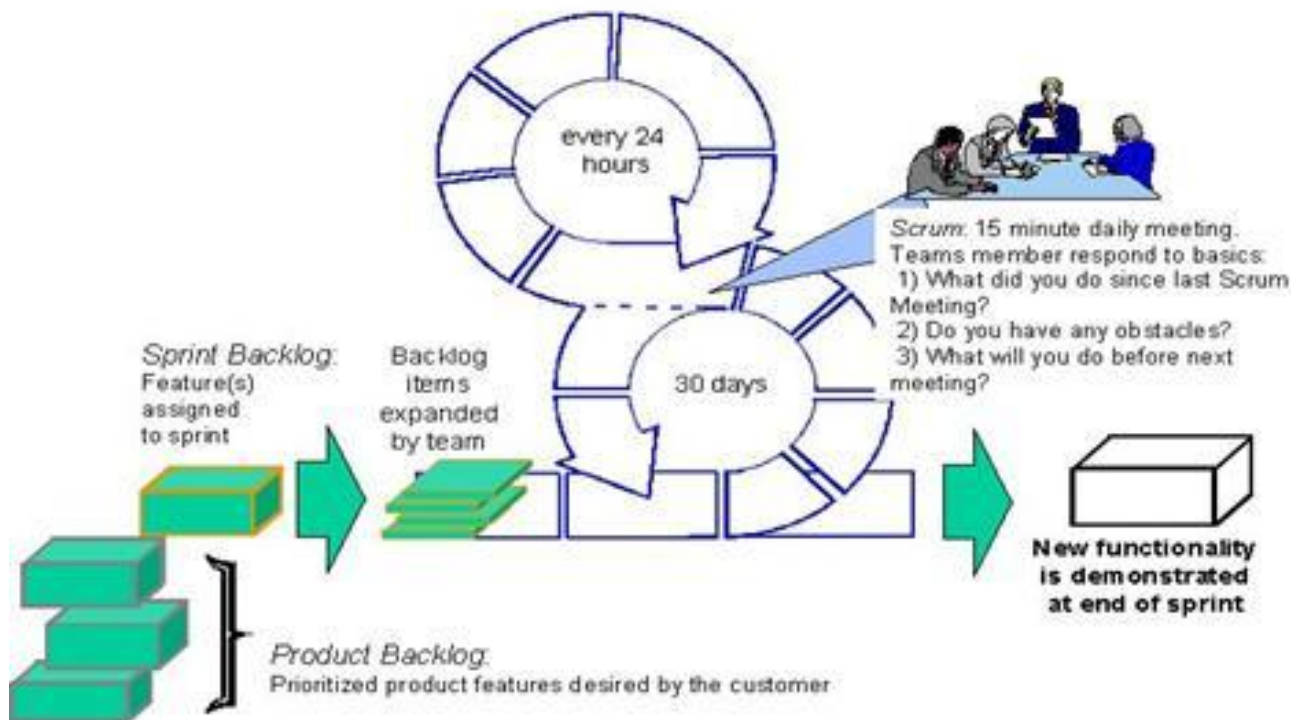 every 24
hours
Scrum: 15 minute daily meeting.
Teams member respond to basics:
1) What did you do since last Scrum
Meeting?
2) Do you have any obstacles?
3) What will you do before next
meeting?
30 days
Sprint Backlog:
Feature(s)
assigned
to sprint
Backlog
items
expanded
by team
New functionality
is demonstrated
at end of sprint
Product Backlog:
Prioritized product features desired by the customer